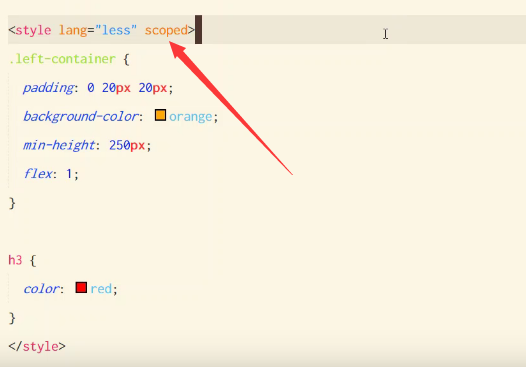 <style lang="less" scoped>
.left-container {
padding: 0 20px 20px;
background-color: orange;
min-height: 250px;
flex: 1;
}
h3 {
color: red;
}
</style>